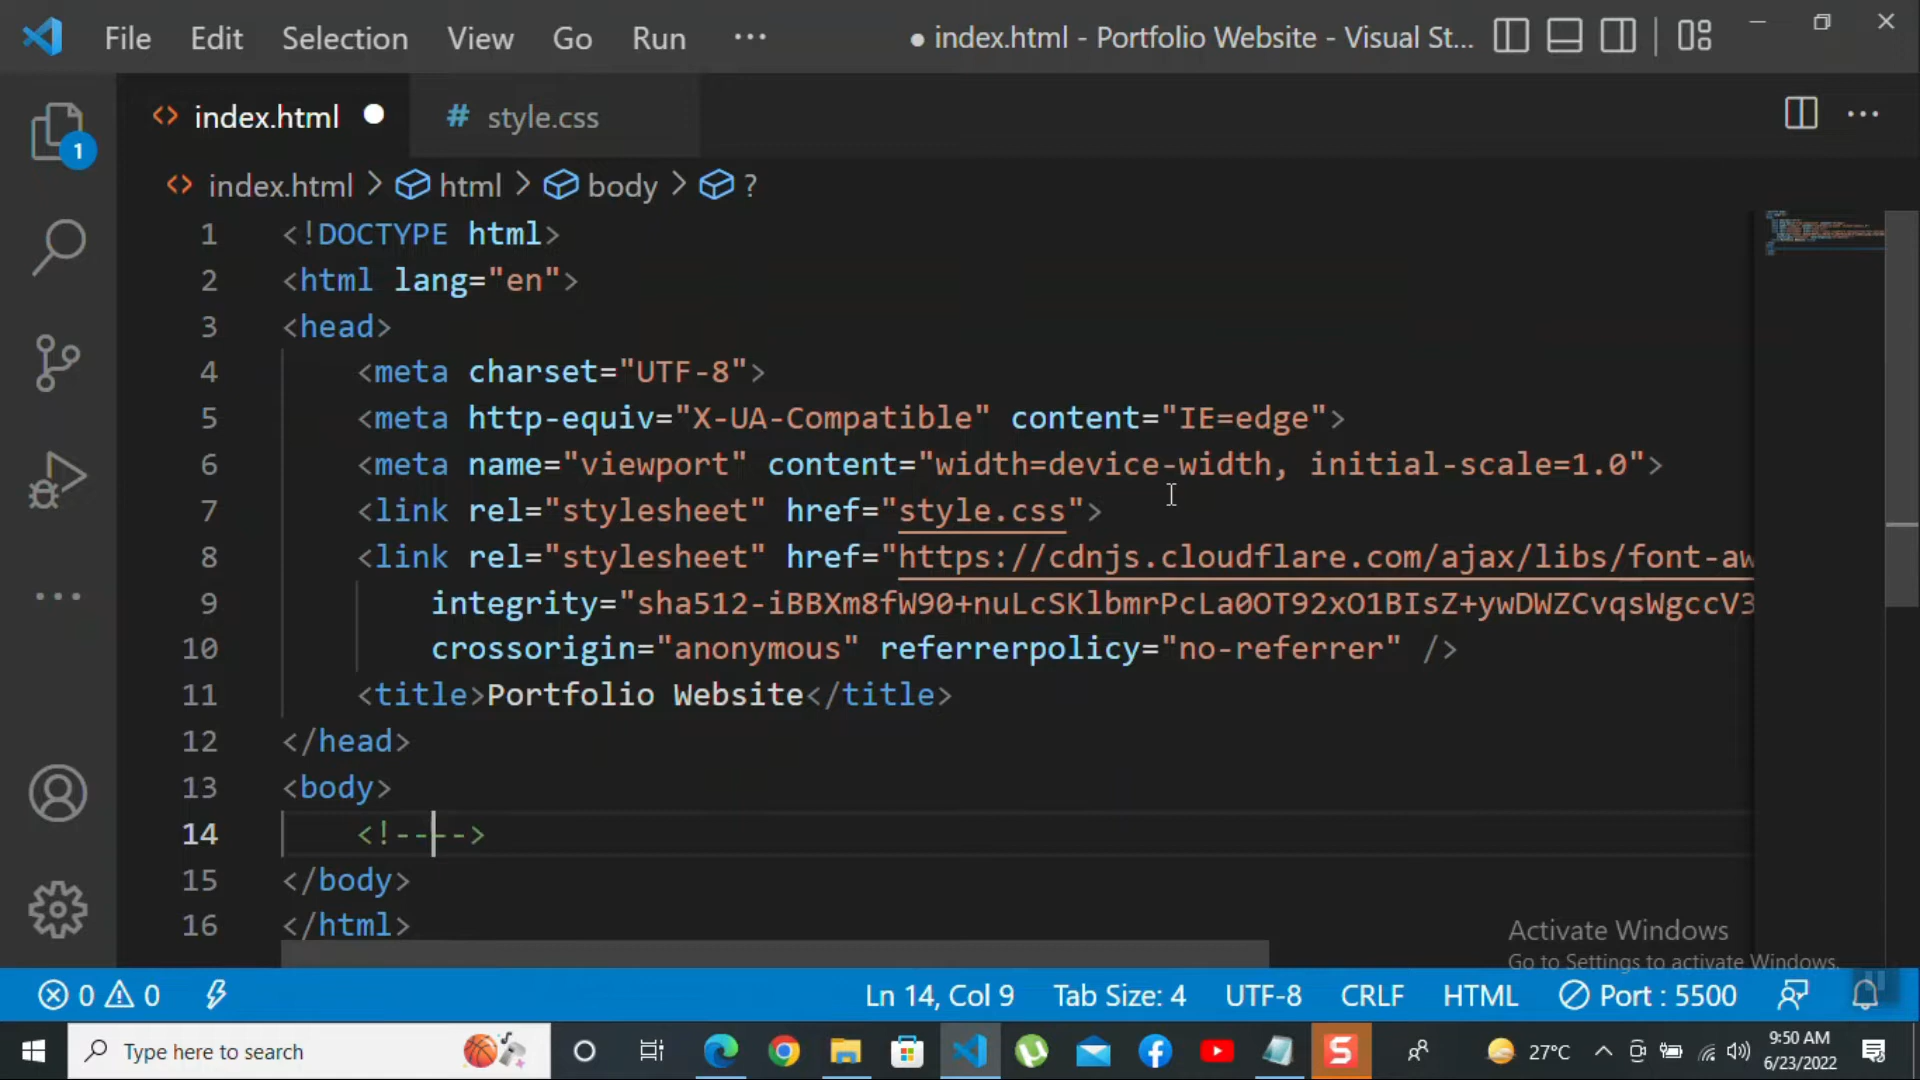 File Edit Selection View Go Run ··· ● index.html - Portfolio Website - Visual St...
index.html ● # style.css
1
index.html > html > body > ?
1 <!DOCTYPE html>
2 <html lang="en">
3 <head>
4 <meta charset="UTF-8">
5 <meta http-equiv="X-UA-Compatible" content="IE=edge">
6 <meta name="viewport" content="width=device-width, initial-scale=1.0">
7 <link rel="stylesheet" href="style.css">
8 <link rel="stylesheet" href="https://cdnjs.cloudflare.com/ajax/libs/font-aw
9 integrity="sha512-iBBXm8fW90+nuLcSKlbmrPcLa0OT92xO1BIsZ+ywDWZCvqsWgccV3
10 crossorigin="anonymous" referrerpolicy="no-referrer" />
11 <title>Portfolio Website</title>
12 </head>
13 <body>
14 <!---->
15 </body>
16 </html>
Activate Windows
Go to Settings to activate Windows.
0 0 Ln 14, Col 9 Tab Size: 4 UTF-8 CRLF HTML Port : 5500
Type here to search S 27°C 9:50 AM
6/23/2022